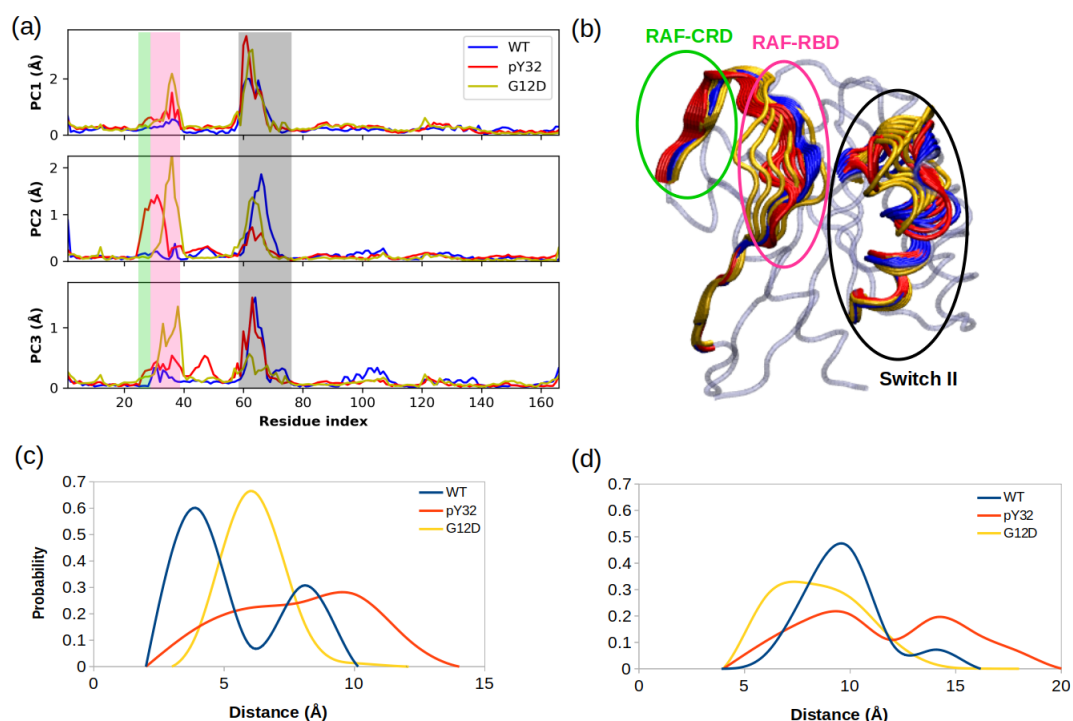 (a)
PC1 (Å)
2
0
WT
pY32
G12D
PC2 (Å)
2
1
0
PC3 (Å)
1
0
20 40 60 80 100 120 140 160
Residue index
(b)
RAF-CRD
RAF-RBD
Switch II
(c)
Probability
0.7
0.6
0.5
0.4
0.3
0.2
0.1
0
WT
pY32
G12D
0 5 10 15
Distance (Å)
(d)
0.7
0.6
0.5
0.4
0.3
0.2
0.1
0
WT
pY32
G12D
0 5 10 15 20
Distance (Å)